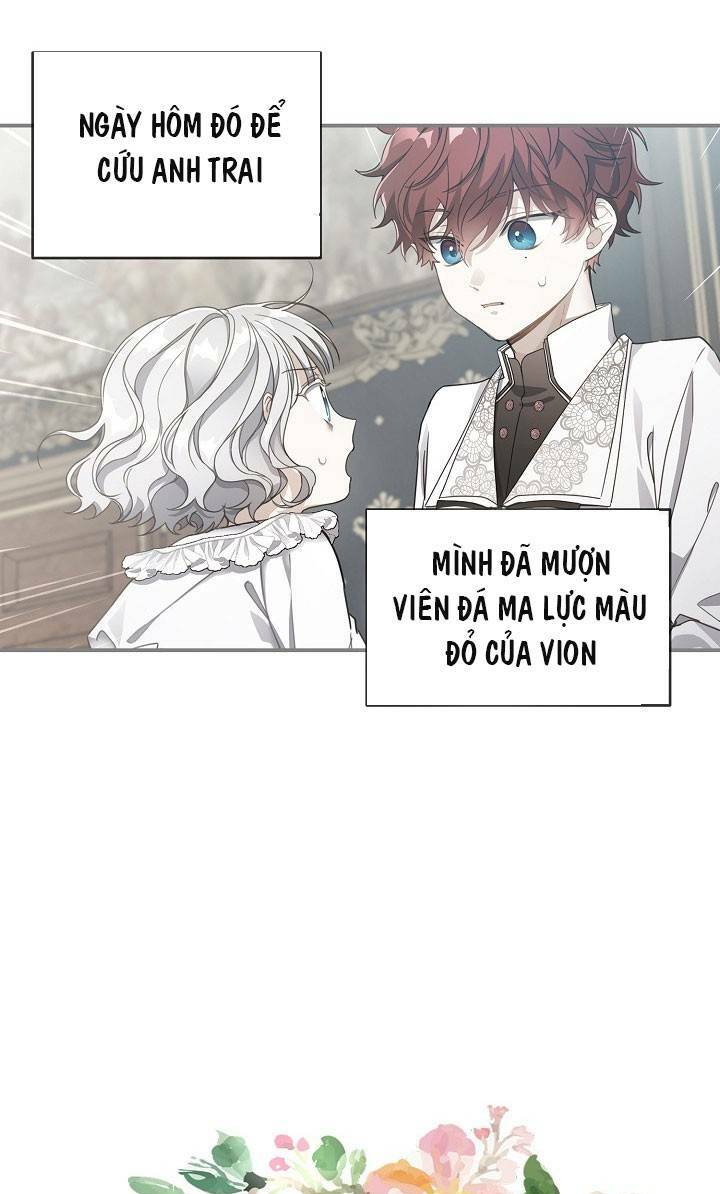 NGÀY HÔM ĐÓ ĐỂ
CỨU ANH TRAI
MÌNH ĐÃ MƯỢN
VIÊN ĐÁ MA LỰC MÀU
ĐỎ CỦA VION